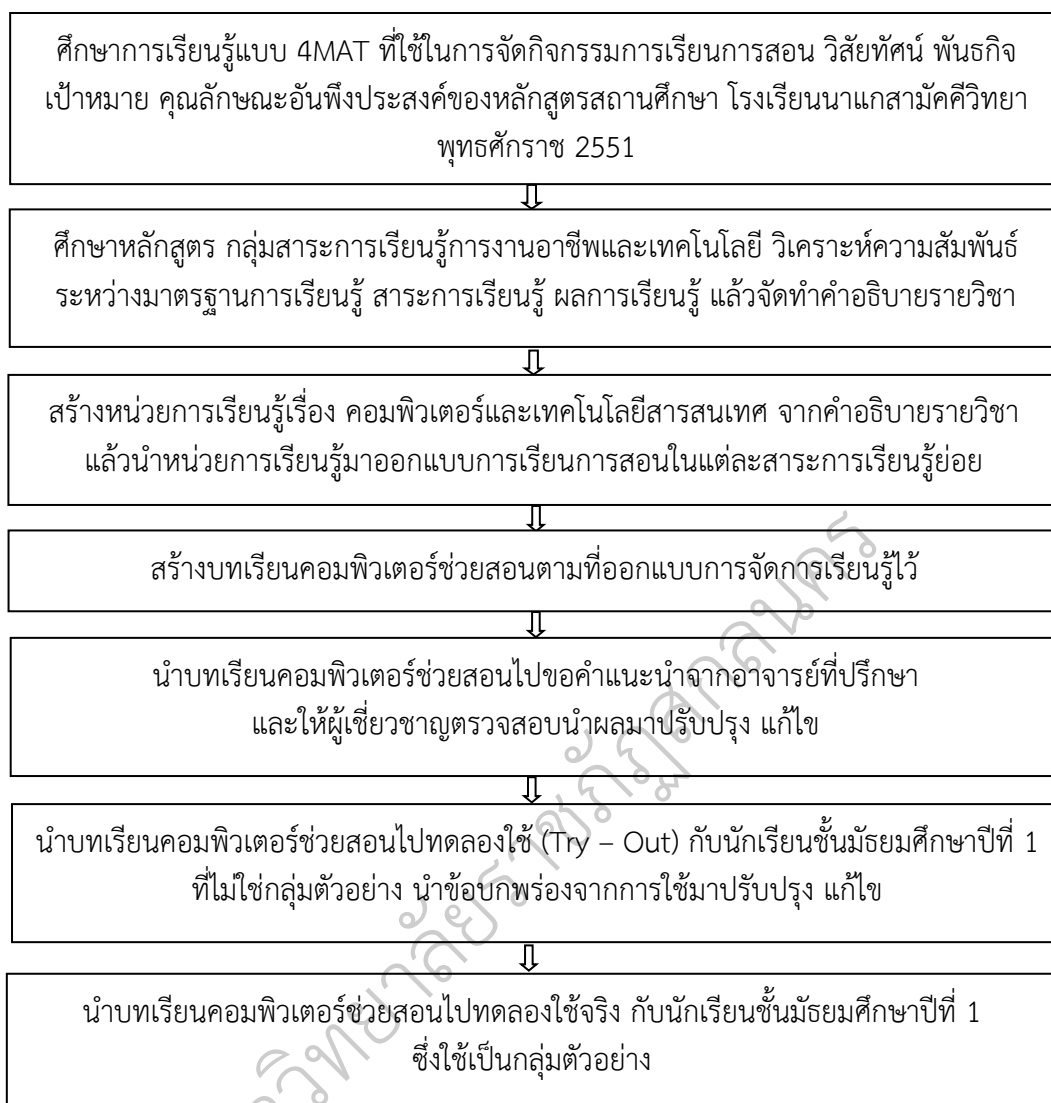 ศึกษาการเรียนรู้แบบ 4MAT ที่ใช้ในการจัดกิจกรรมการเรียนการสอน วิสัยทัศน์ พันธกิจ
เป้าหมาย คุณลักษณะอันพึงประสงค์ของหลักสูตรสถานศึกษา โรงเรียนนาแกสามัคคีวิทยา
พุทธศักราช 2551
ศึกษาหลักสูตร กลุ่มสาระการเรียนรู้การงานอาชีพและเทคโนโลยี วิเคราะห์ความสัมพันธ์
ระหว่างมาตรฐานการเรียนรู้ สาระการเรียนรู้ ผลการเรียนรู้ แล้วจัดทำคำอธิบายรายวิชา
สร้างหน่วยการเรียนรู้เรื่อง คอมพิวเตอร์และเทคโนโลยีสารสนเทศ จากคำอธิบายรายวิชา
แล้วนำหน่วยการเรียนรู้มาออกแบบการเรียนการสอนในแต่ละสาระการเรียนรู้ย่อย
สร้างบทเรียนคอมพิวเตอร์ช่วยสอนตามที่ออกแบบการจัดการเรียนรู้ไว้
นำบทเรียนคอมพิวเตอร์ช่วยสอนไปขอคำแนะนำจากอาจารย์ที่ปรึกษา
และให้ผู้เชี่ยวชาญตรวจสอบนำผลมาปรับปรุง แก้ไข
นำบทเรียนคอมพิวเตอร์ช่วยสอนไปทดลองใช้ (Try – Out) กับนักเรียนชั้นมัธยมศึกษาปีที่ 1
ที่ไม่ใช่กลุ่มตัวอย่าง นำข้อบกพร่องจากการใช้มาปรับปรุง แก้ไข
นำบทเรียนคอมพิวเตอร์ช่วยสอนไปทดลองใช้จริง กับนักเรียนชั้นมัธยมศึกษาปีที่ 1
ซึ่งใช้เป็นกลุ่มตัวอย่าง
วิทยาลัยราชภัฏสกลนคร